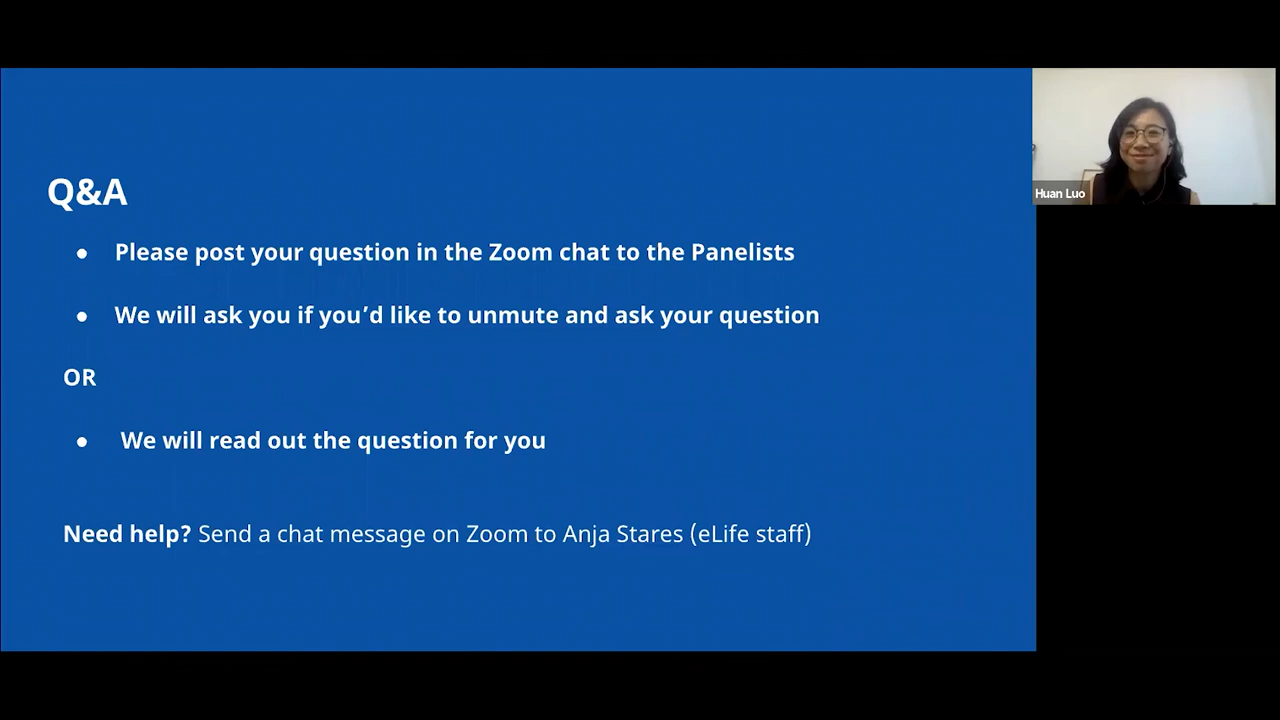 Q&A
● Please post your question in the Zoom chat to the Panelists
● We will ask you if you’d like to unmute and ask your question
OR
● We will read out the question for you
Need help? Send a chat message on Zoom to Anja Stares (eLife staff)
Huan Luo